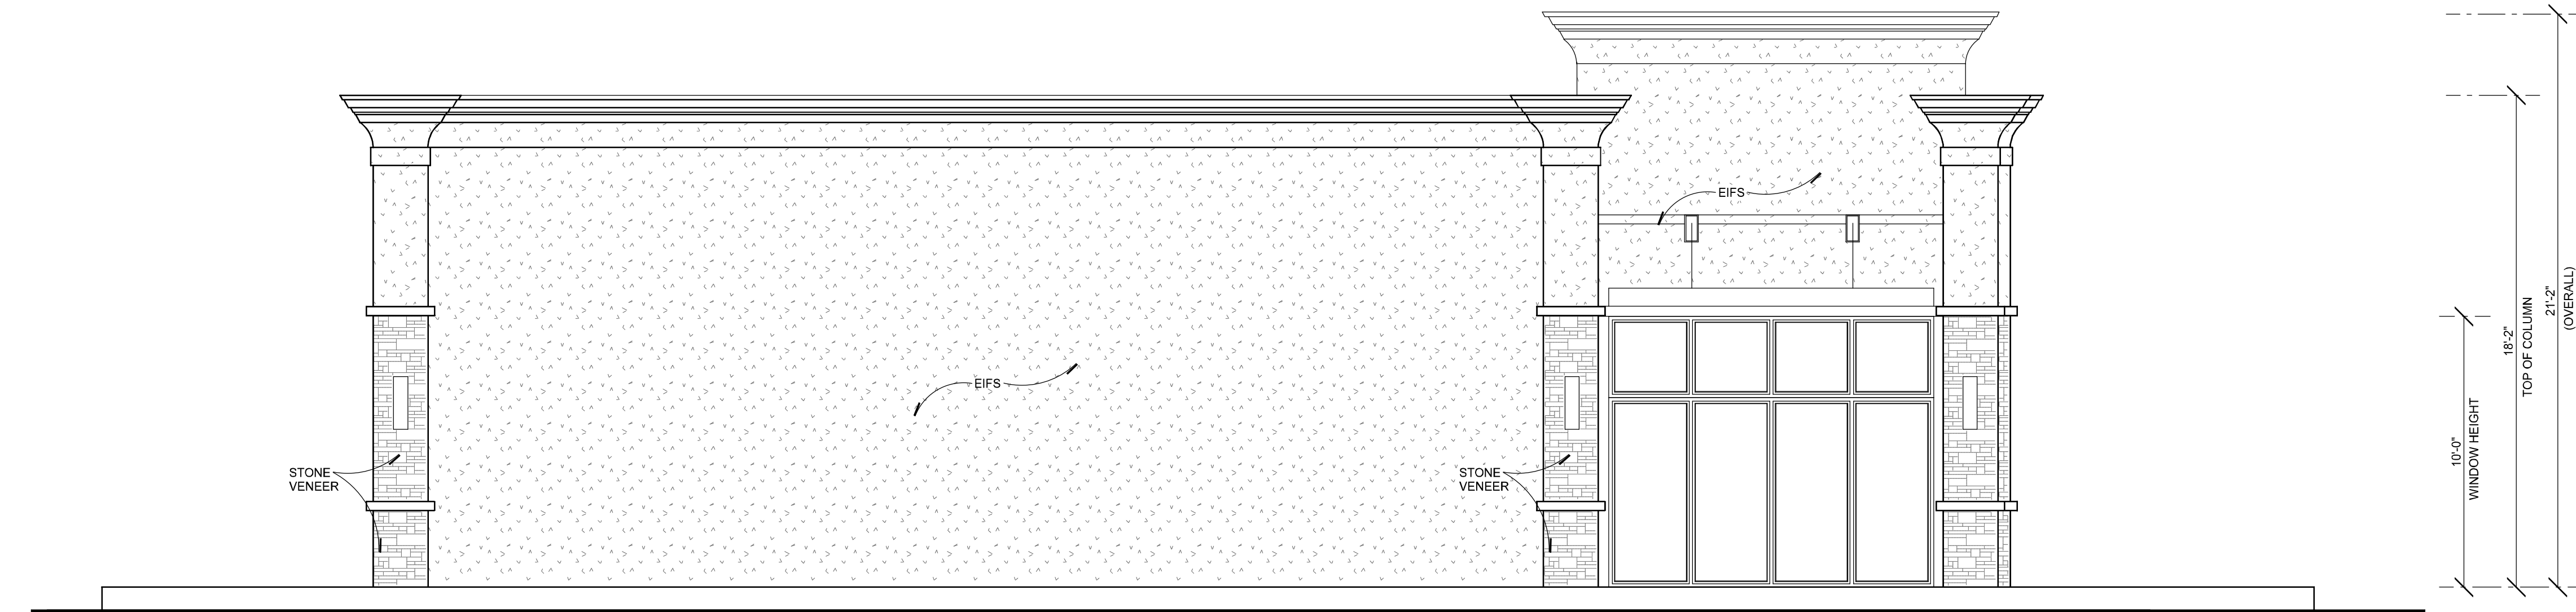 EIFS
EIFS
STONE
VENEER
STONE
VENEER
10'-0"
WINDOW HEIGHT
18'-2"
TOP OF COLUMN
21'-2"
(OVERALL)